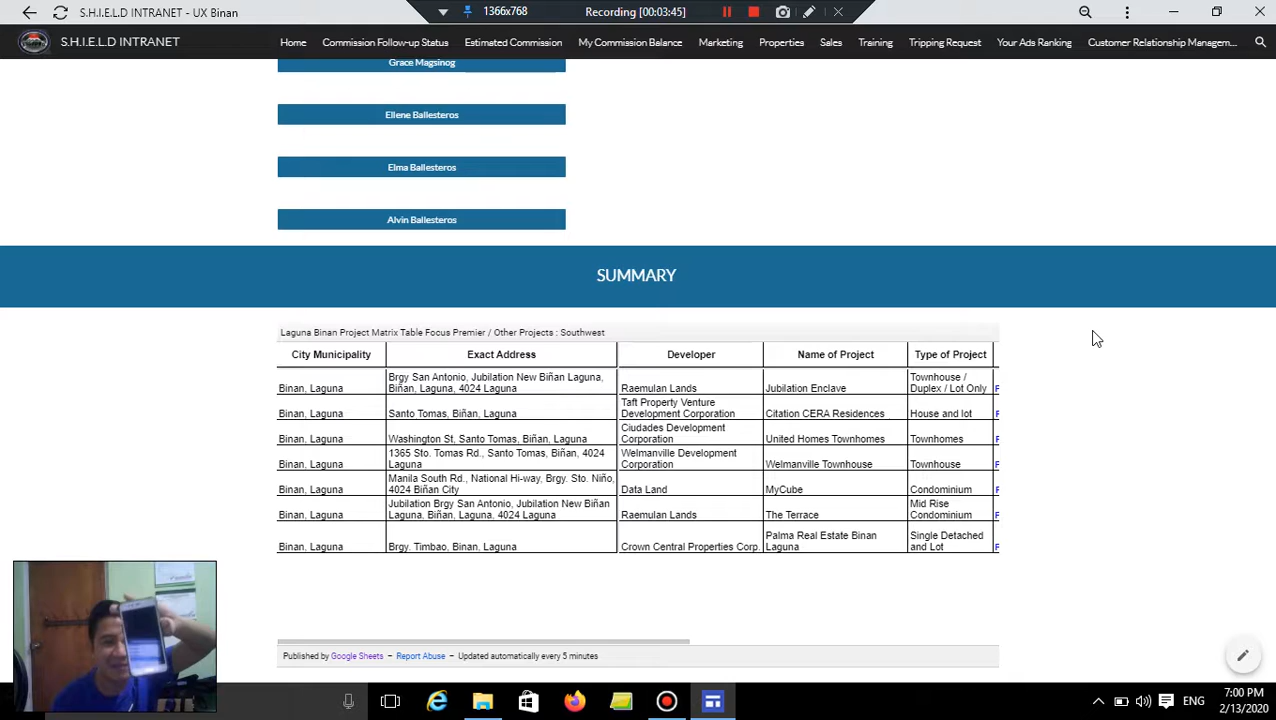 S.H.I.E.L.D INTRANET - UX Binan
1366x768
Recording [00:03:45]
S.H.I.E.L.D INTRANET
Home
Commission Follow-up Status
Estimated Commission
My Commission Balance
Marketing
Properties
Sales
Training
Tripping Request
Your Ads Ranking
Customer Relationship Managem...
Grace Magsinog
Ellene Ballesteros
Elma Ballesteros
Alvin Ballesteros
SUMMARY
Laguna Binan Project Matrix Table Focus Premier / Other Projects : Southwest
City Municipality Exact Address Developer Name of Project Type of Project
Brgy San Antonio, Jubilation New Biñan Laguna, Townhouse /
Binan, Laguna Biñan, Laguna, 4024 Laguna Raemulan Lands Jubilation Enclave Duplex / Lot Only
Taft Property Venture
Binan, Laguna Santo Tomas, Biñan, Laguna Development Corporation Citation CERA Residences House and lot
Ciudades Development
Binan, Laguna Washington St, Santo Tomas, Biñan, Laguna Corporation United Homes Townhomes Townhomes
1365 Sto. Tomas Rd., Santo Tomas, Biñan, 4024 Welmanville Development
Binan, Laguna Laguna Corporation Welmanville Townhouse Townhouse
Manila South Rd., National Hi-way, Brgy. Sto. Niño,
Binan, Laguna 4024 Biñan City Data Land MyCube Condominium
Jubilation Brgy San Antonio, Jubilation New Biñan Mid Rise
Binan, Laguna Laguna, Biñan, Laguna, 4024 Laguna Raemulan Lands The Terrace Condominium
Palma Real Estate Binan Single Detached
Binan, Laguna Brgy. Timbao, Binan, Laguna Crown Central Properties Corp. Laguna and Lot
Published by Google Sheets - Report Abuse - Updated automatically every 5 minutes
ENG
7:00 PM
2/13/2020